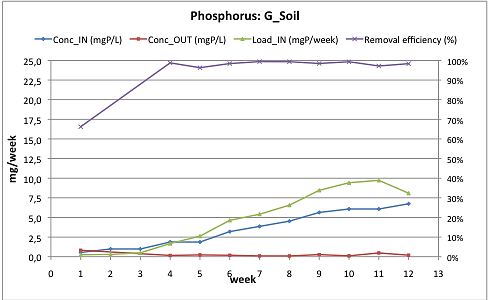 Phosphorus: G_Soil
Conc_IN (mgP/L) Conc_OUT (mgP/L) Load_IN (mgP/week) Removal efficiency (%)
25,0 100%
22,5 90%
20,0 80%
17,5 70%
15,0 60%
12,5 50%
10,0 40%
7,5 30%
5,0 20%
2,5 10%
0,0 0%
mg/week
0 1 2 3 4 5 6 7 8 9 10 11 12 13
week